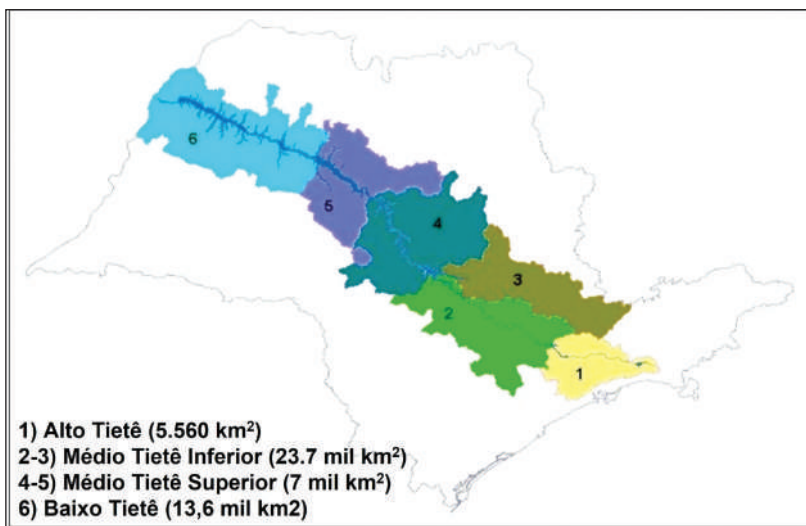 6
5
4
3
2
1
1) Alto Tietê (5.560 km²)
2-3) Médio Tietê Inferior (23.7 mil km²)
4-5) Médio Tietê Superior (7 mil km²)
6) Baixo Tietê (13,6 mil km2)